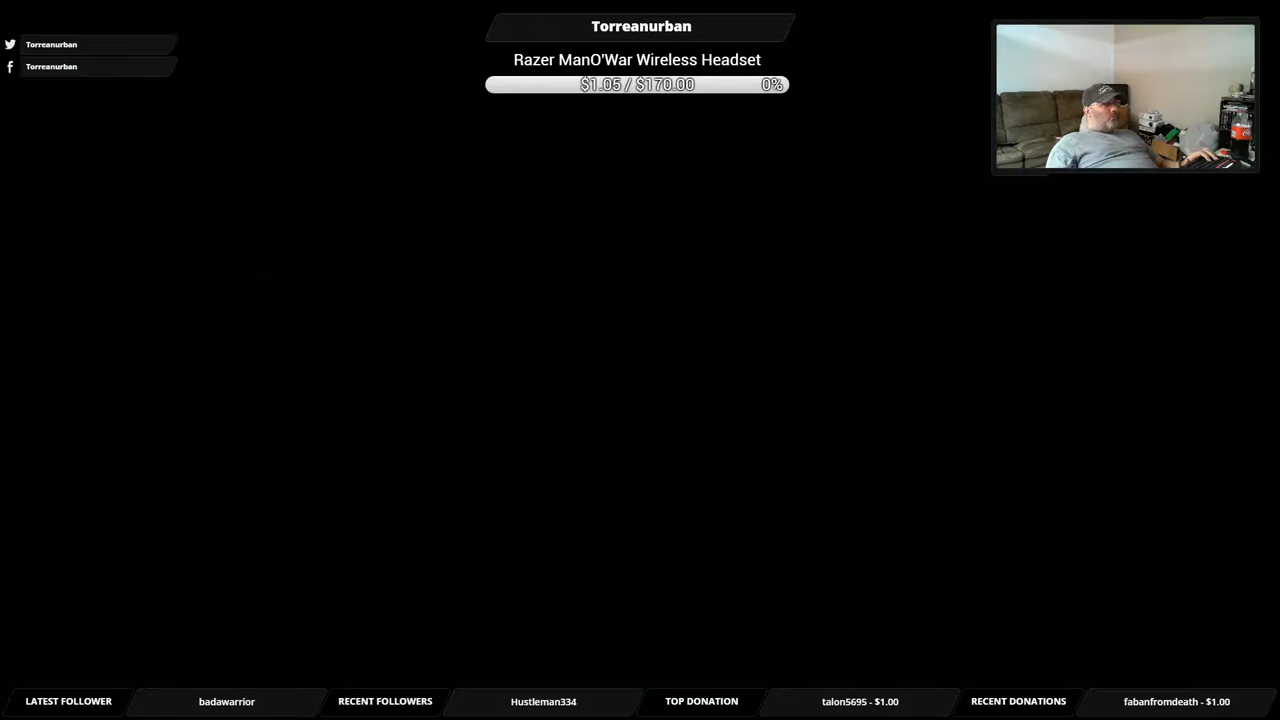 Torreanurban
Razer ManO'War Wireless Headset
$1.05 / $170.00 0%
Torreanurban
Torreanurban
LATEST FOLLOWER badawarrior RECENT FOLLOWERS Hustleman334 TOP DONATION talon5695 - $1.00 RECENT DONATIONS fabanfromdeath - $1.00